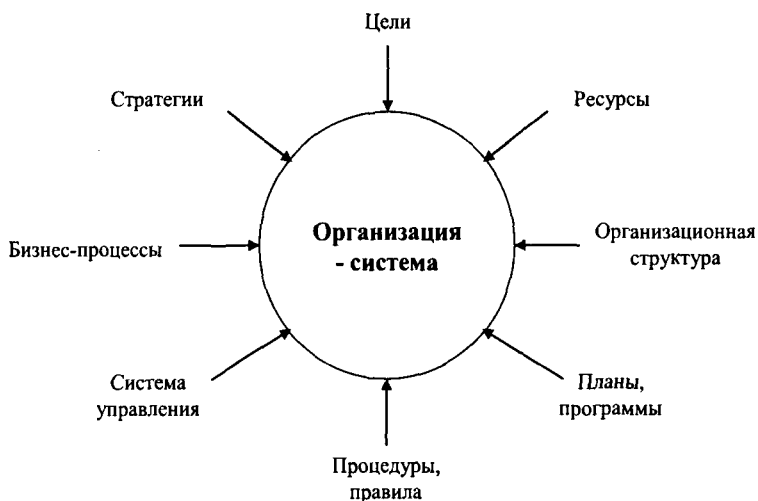 Цели
Стратегии
Ресурсы
Организация
- система
Бизнес-процессы
Организационная
структура
Система
управления
Планы,
программы
Процедуры,
правила